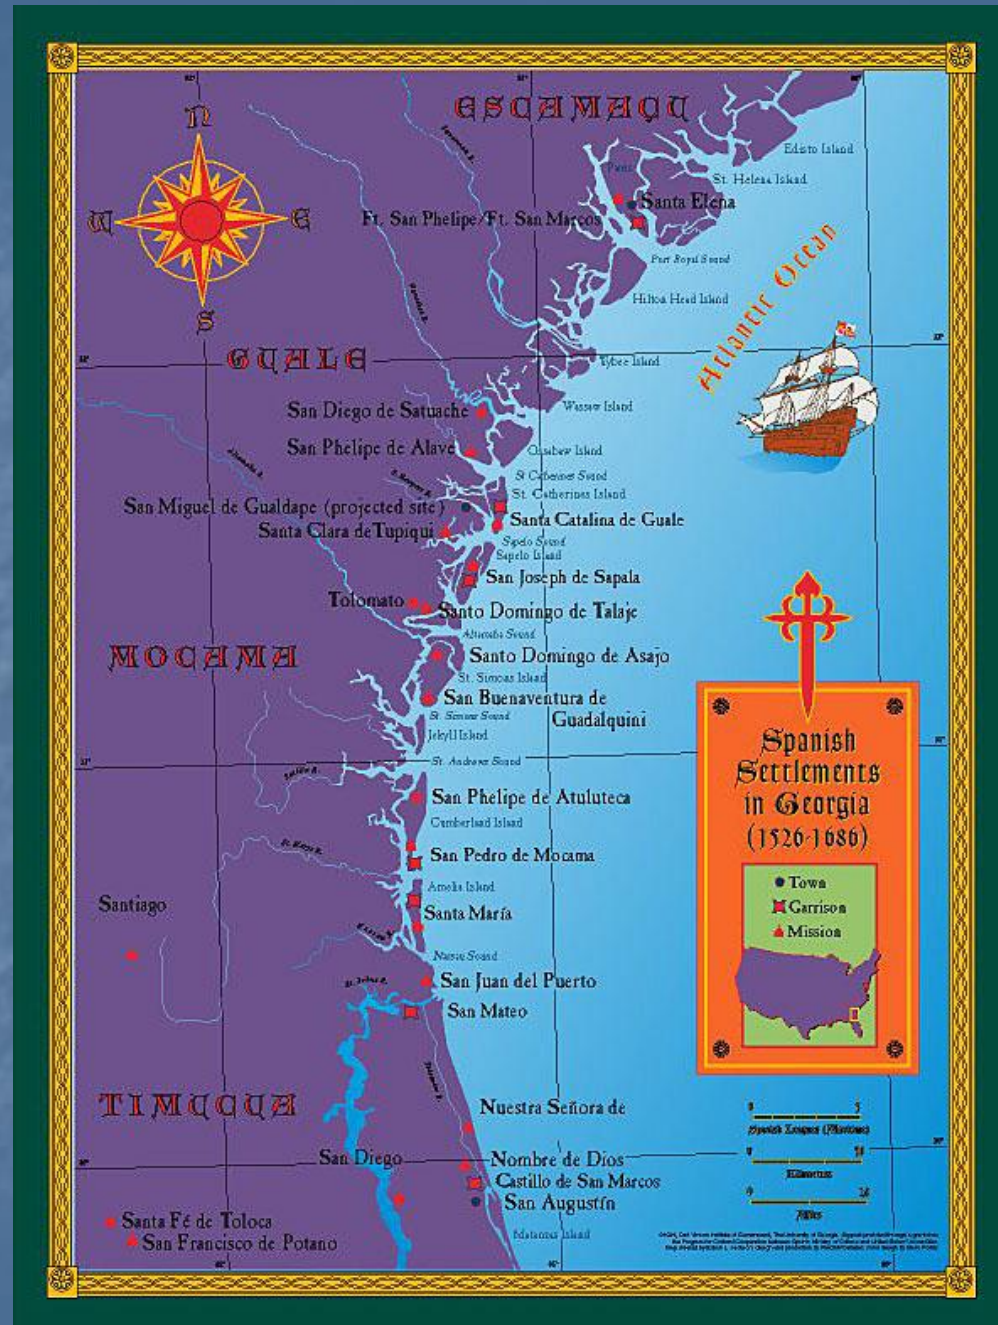 N
W
E
S
ESCAMAÇU
Edisto Island
St. Helena Island
Santa Elena
Ft. San Phelipe/Ft. San Marcos
Port Royal Sound
Hilton Head Island
Atlantic Ocean
GUALE
Tybee Island
Wassaw Island
San Diego de Satuache
San Phelipe de Alave
Ossabaw Island
St Catherines Sound
St. Catherines Island
San Miguel de Gualdape (projected site)
Santa Catalina de Guale
Santa Clara de Tupiqui
Sapelo Sound
Sapelo Island
San Joseph de Sapala
Tolomato
Santo Domingo de Talaje
Altamaha Sound
MOCAMA
Santo Domingo de Asajo
St. Simons Island
San Buenaventura de
Guadalquini
St. Simons Sound
Jekyll Island
St. Andrews Sound
San Phelipe de Atuluteca
Cumberland Island
San Pedro de Mocama
Amelia Island
Santiago
Santa María
Nassau Sound
San Juan del Puerto
San Mateo
TIMUCUA
Nuestra Señora de
Nombre de Dios
San Diego
Castillo de San Marcos
San Augustín
Matanzas Island
Santa Fé de Toloca
San Francisco de Potano
Spanish
Settlements
in Georgia
(1526-1686)
Town
Garrison
Mission
Kilometers
Miles